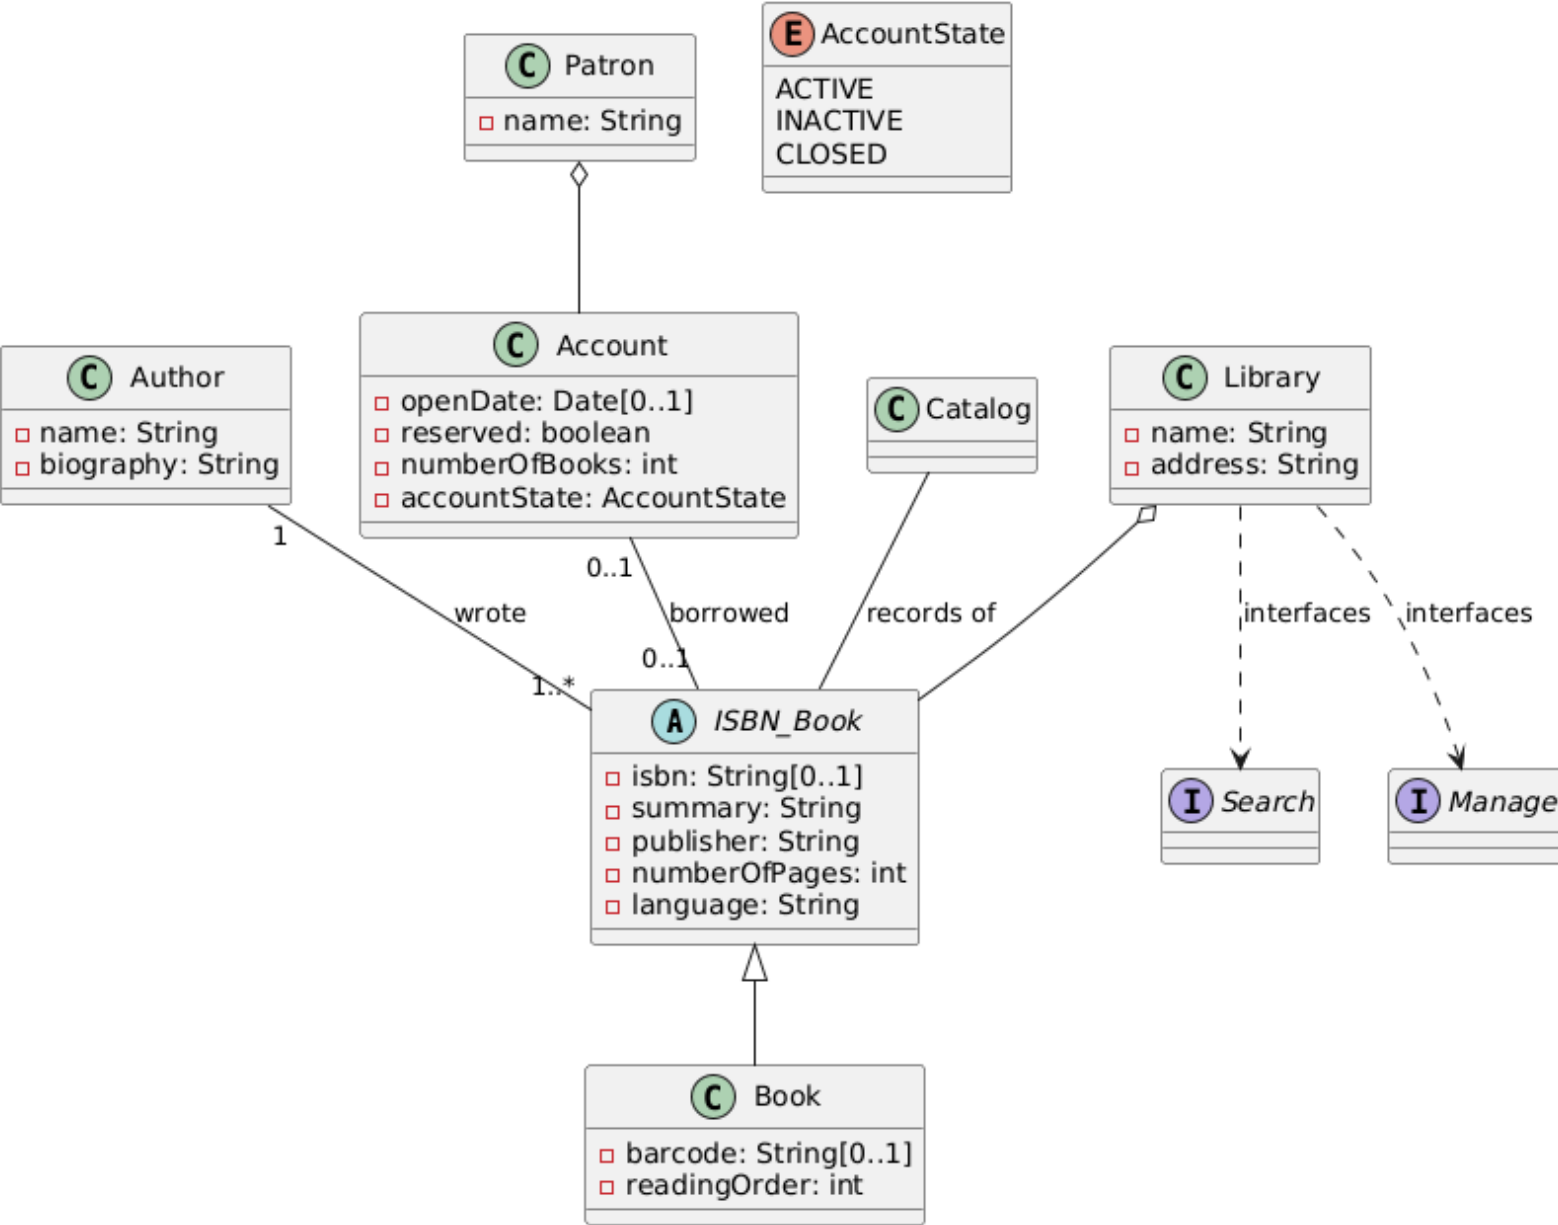 C Patron
name: String
E AccountState
ACTIVE
INACTIVE
CLOSED
C Author
name: String
biography: String
C Account
openDate: Date[0..1]
reserved: boolean
numberOfBooks: int
accountState: AccountState
C Catalog
C Library
name: String
address: String
1
wrote
1..*
0..1
borrowed
0..1
records of
interfaces
interfaces
A ISBN_Book
isbn: String[0..1]
summary: String
publisher: String
numberOfPages: int
language: String
I Search
I Manage
C Book
barcode: String[0..1]
readingOrder: int